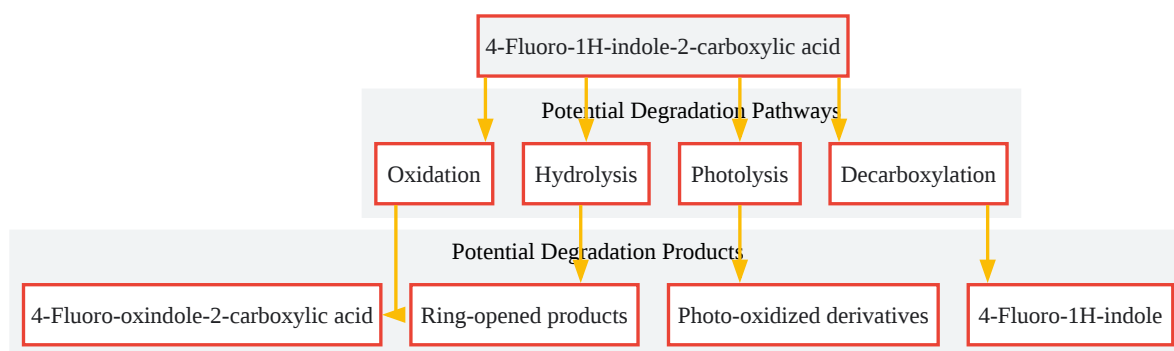 4-Fluoro-1H-indole-2-carboxylic acid
Potential Degradation Pathways
Oxidation
Hydrolysis
Photolysis
Decarboxylation
Potential Degradation Products
4-Fluoro-oxindole-2-carboxylic acid
Ring-opened products
Photo-oxidized derivatives
4-Fluoro-1H-indole